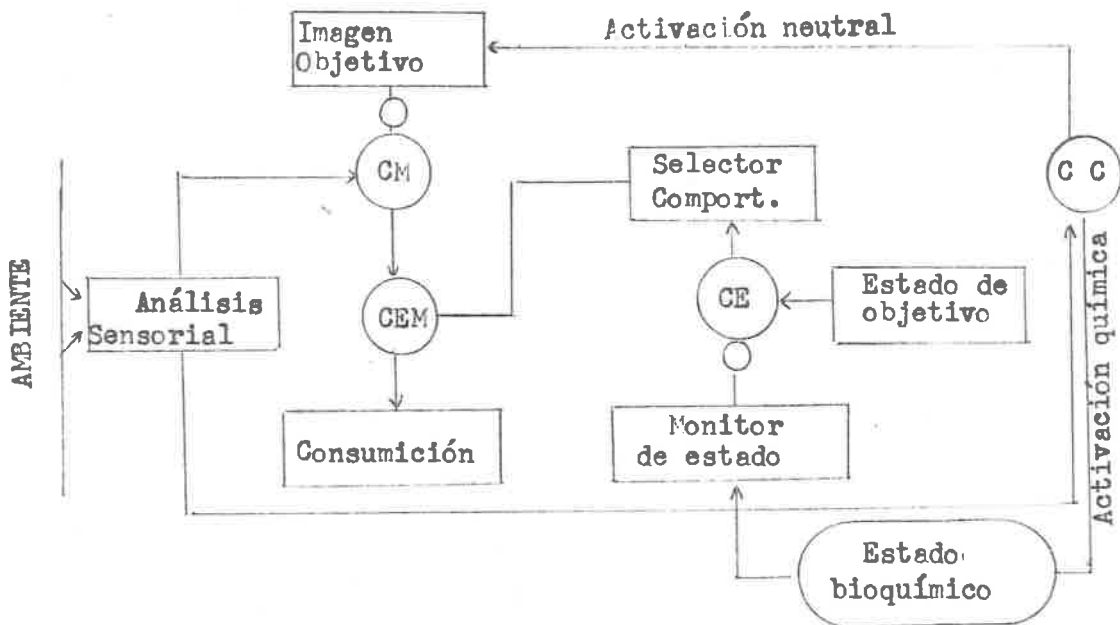 Imagen
Objetivo
Activación neutral
CM
Selector
Comport.
C C
AMBIENTE
Análisis
Sensorial
CEM
CE
Estado de
objetivo
Activación química
Consumición
Monitor
de estado
Estado
bioquímico